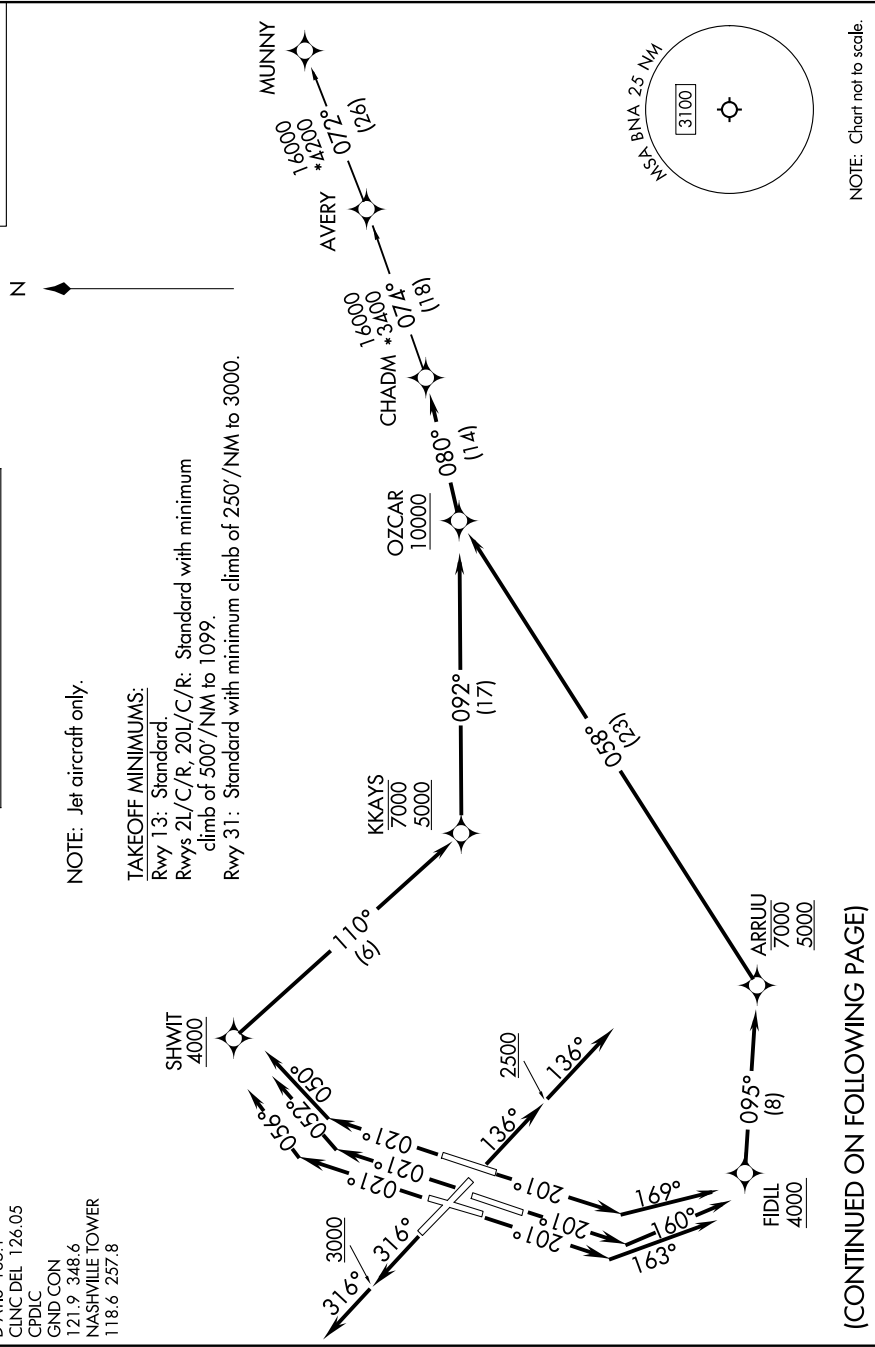 CLNC DEL 126.05
CPDLC
GND CON
121.9 348.6
NASHVILLE TOWER
118.6 257.8
NOTE: Jet aircraft only.
TAKEOFF MINIMUMS:
Rwy 13: Standard.
Rwys 2L/C/R, 20L/C/R: Standard with minimum
climb of 500'/NM to 1099.
Rwy 31: Standard with minimum climb of 250'/NM to 3000.
N
SHWIT
4000
110°
(9)
KKAYS
7000
5000
092°
(17)
OZCAR
10000
080°
(14)
CHADM
16000
*3400
074°
(18)
AVERY
16000
*4200
072°
(26)
MUNNY
056°
052°
050°
021°
021°
021°
316°
3000
316°
136°
2500
136°
201°
201°
201°
169°
160°
163°
FIDLL
4000
095°
(8)
ARRUU
7000
5000
058°
(23)
MSA BNA 25 NM
3100
NOTE: Chart not to scale.
(CONTINUED ON FOLLOWING PAGE)